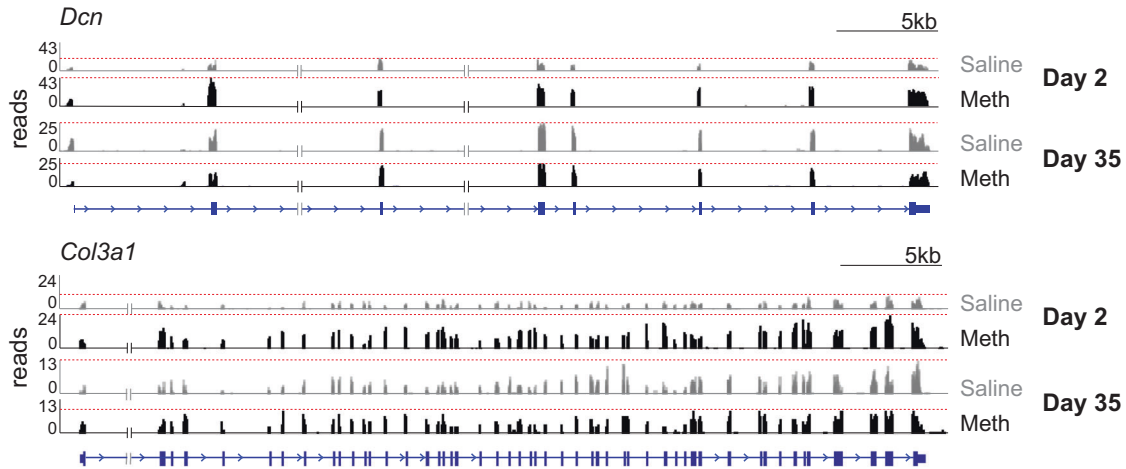 Dcn
5kb
43
0
Saline
Day 2
43
0
Meth
reads
25
0
Saline
Day 35
25
0
Meth
Col3a1
5kb
24
0
Saline
Day 2
24
0
Meth
reads
13
0
Saline
Day 35
13
0
Meth